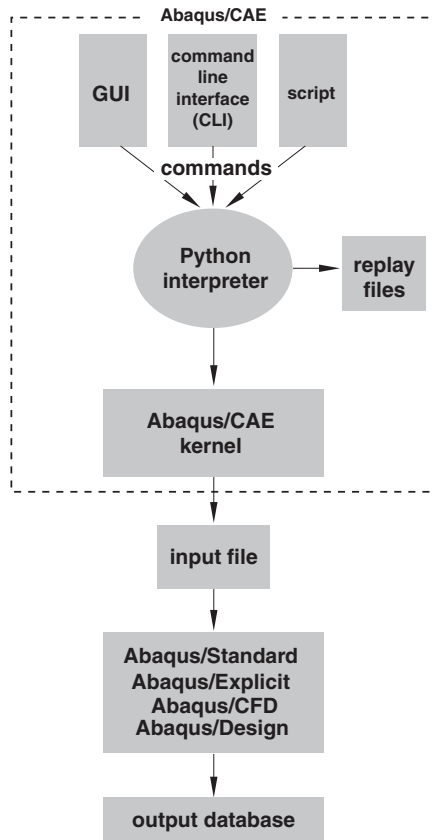 Abaqus/CAE
GUI
command
line
interface
(CLI)
script
commands
Python
interpreter
replay
files
Abaqus/CAE
kernel
input file
Abaqus/Standard
Abaqus/Explicit
Abaqus/CFD
Abaqus/Design
output database